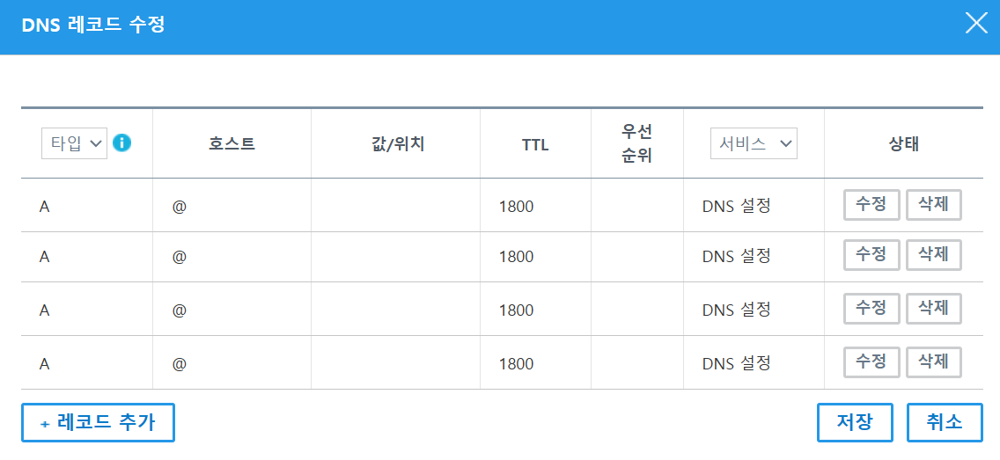 DNS 레코드 수정
타입 호스트 값/위치 TTL 우선 순위 서비스 상태
A @ 1800 DNS 설정 수정 삭제
A @ 1800 DNS 설정 수정 삭제
A @ 1800 DNS 설정 수정 삭제
A @ 1800 DNS 설정 수정 삭제
+ 레코드 추가 저장 취소